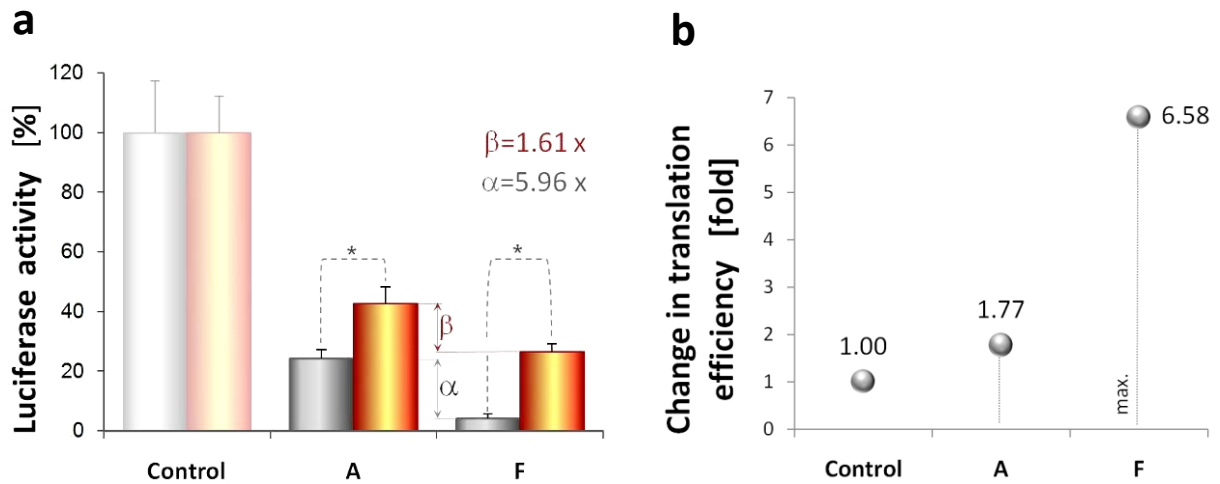 a
Luciferase activity [%]
120
100
80
60
40
20
0
β=1.61 x
α=5.96 x
*
*
β
α
Control
A
F
b
Change in translation
efficiency [fold]
7
6
5
4
3
2
1
0
1.00
1.77
6.58
max.
Control
A
F